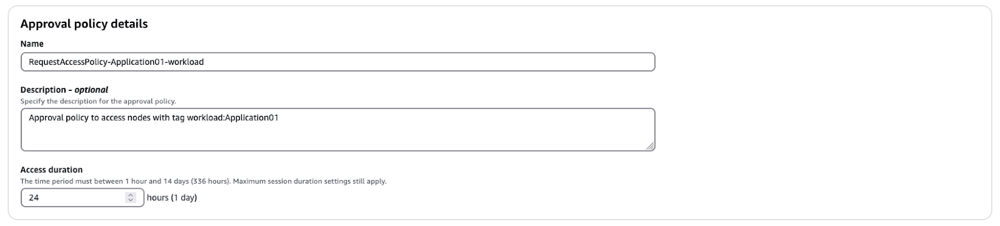 Approval policy details
Name
RequestAccessPolicy-Application01-workload
Description - optional
Specify the description for the approval policy.
Approval policy to access nodes with tag workload:Application01
Access duration
The time period must between 1 hour and 14 days (336 hours). Maximum session duration settings still apply.
24 hours (1 day)